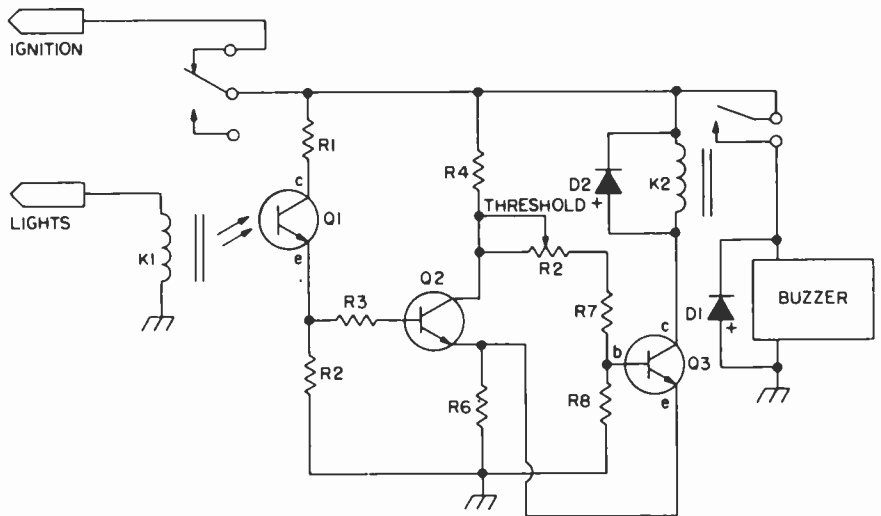 IGNITION
R1
R4
D2
K2
c
THRESHOLD +
LIGHTS
Q1
K1
e
R2
Q2
R7
D1
BUZZER
R3
+
c
b
Q3
R2
R6
R8
e